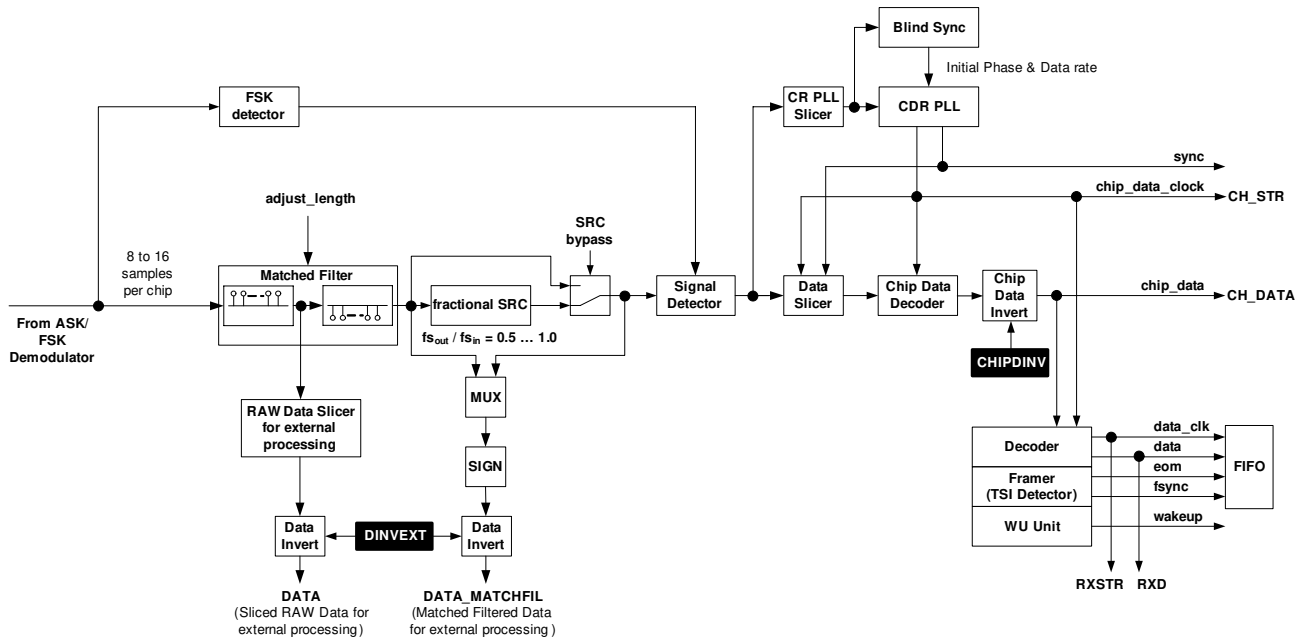 Blind Sync
Initial Phase & Data rate
FSK
detector
CR PLL
Slicer
CDR PLL
sync
adjust_length
chip_data_clock
CH_STR
SRC
bypass
8 to 16
samples
per chip
Matched Filter
fractional SRC
Signal
Detector
Data
Slicer
Chip Data
Decoder
Chip
Data
Invert
chip_data
CH_DATA
From ASK/
FSK
Demodulator
fsout / fsin = 0.5 ... 1.0
CHIPDINV
MUX
RAW Data Slicer
for external
processing
SIGN
Decoder
Framer
(TSI Detector)
WU Unit
data_clk
data
eom
fsync
wakeup
FIFO
Data
Invert
DINVEXT
Data
Invert
RXSTR
RXD
DATA
(Sliced RAW Data for
external processing)
DATA_MATCHFIL
(Matched Filtered Data
for external processing)